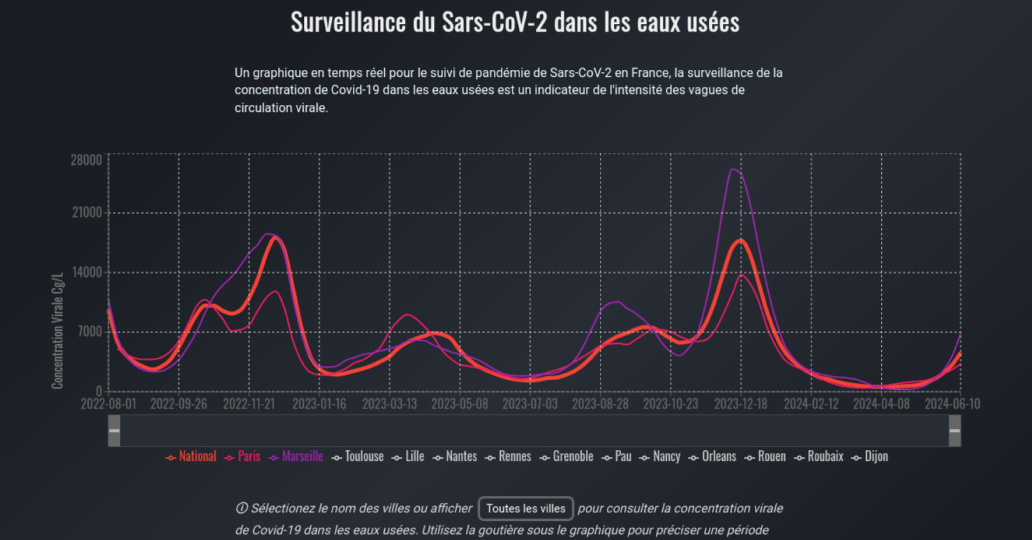 Surveillance du Sars-CoV-2 dans les eaux usées
Un graphique en temps réel pour le suivi de pandémie de Sars-CoV-2 en France, la surveillance de la
concentration de Covid-19 dans les eaux usées est un indicateur de l'intensité des vagues de
circulation virale.
Concentration Virale Cg/L
28000
21000
14000
7000
0
2022-08-01 2022-09-26 2022-11-21 2023-01-16 2023-03-13 2023-05-08 2023-07-03 2023-08-28 2023-10-23 2023-12-18 2024-02-12 2024-04-08 2024-06-10
National Paris Marseille Toulouse Lille Nantes Rennes Grenoble Pau Nancy Orleans Rouen Roubaix Dijon
Sélectionez le nom des villes ou afficher Toutes les villes pour consulter la concentration virale
de Covid-19 dans les eaux usées. Utilisez la goutière sous le graphique pour préciser une période